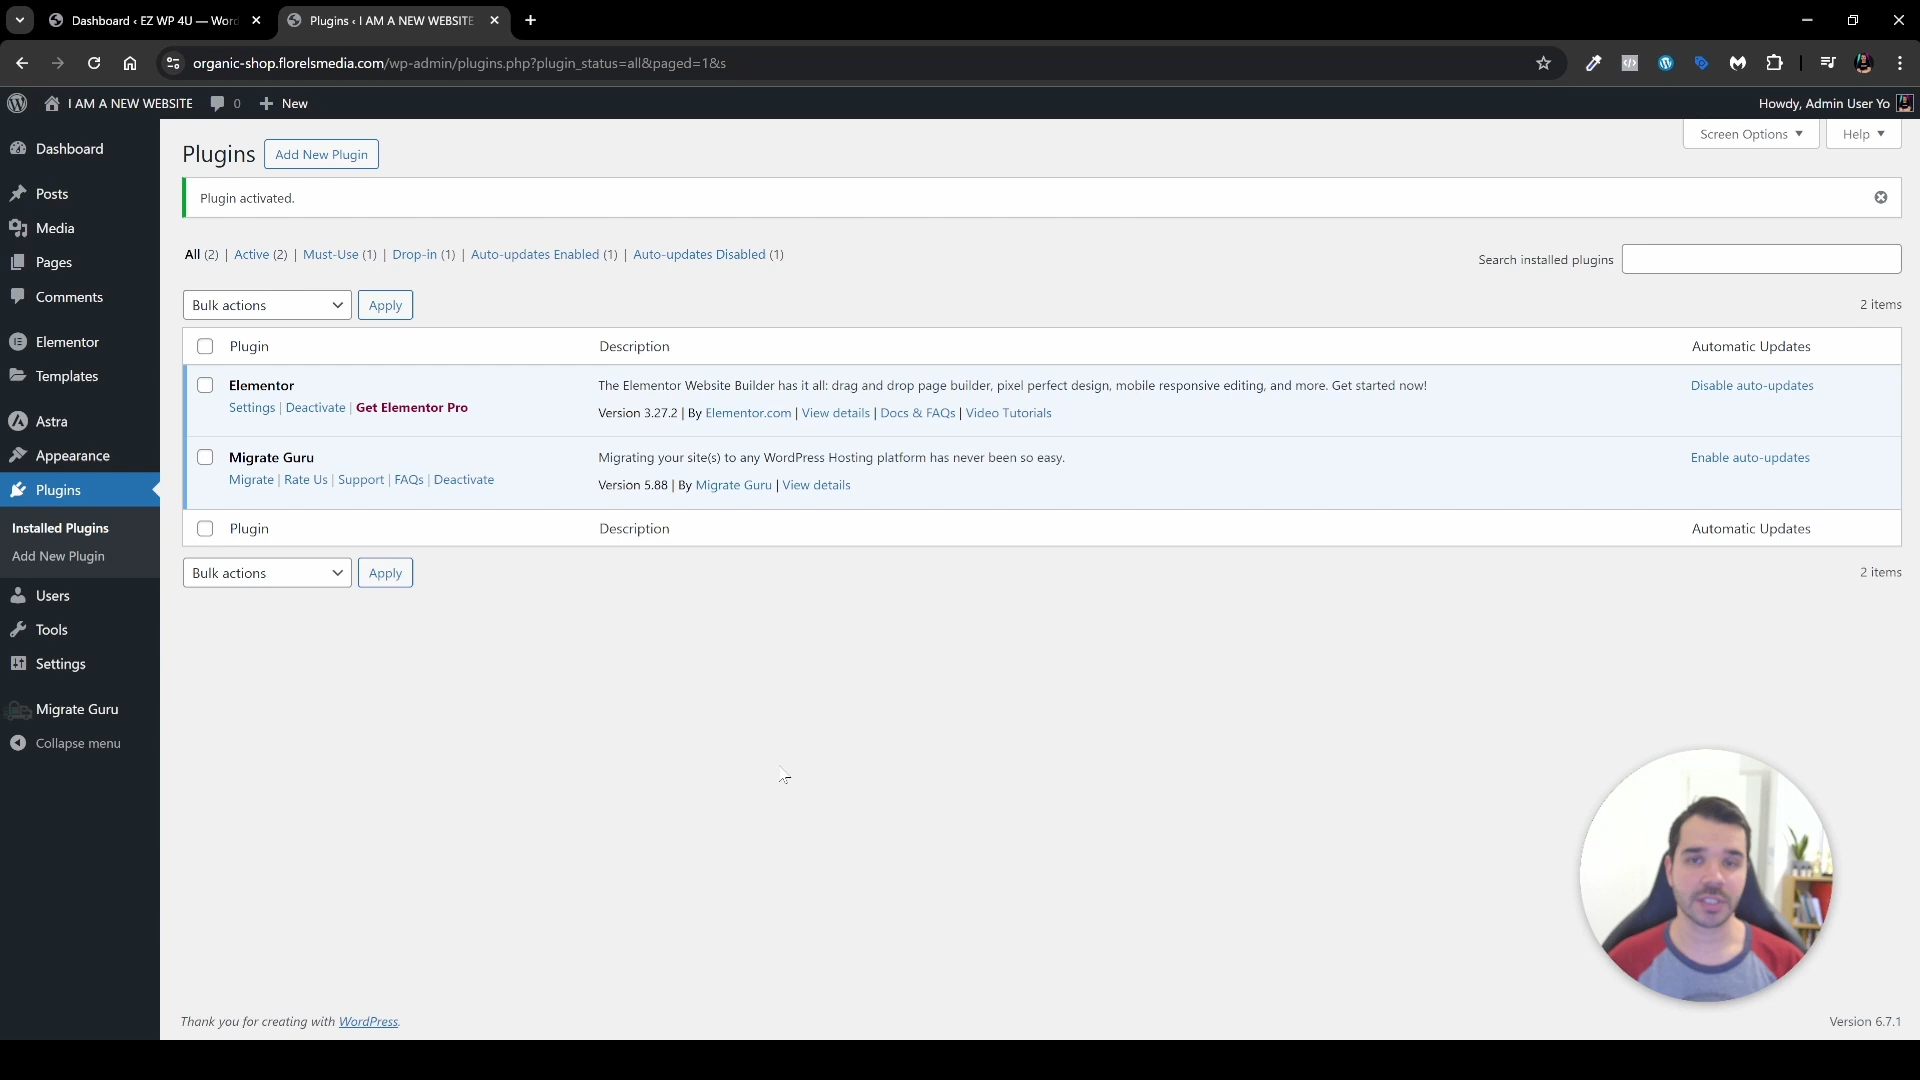 Dashboard ‹ EZ WP 4U — Word
Plugins ‹ I AM A NEW WEBSITE
organic-shop.florelsmedia.com/wp-admin/plugins.php?plugin_status=all&paged=1&s
I AM A NEW WEBSITE 0 New
Howdy, Admin User Yo
Screen Options Help
Dashboard
Posts
Media
Pages
Comments
Elementor
Templates
Astra
Appearance
Plugins
Installed Plugins
Add New Plugin
Users
Tools
Settings
Migrate Guru
Collapse menu
Plugins Add New Plugin
Plugin activated.
All (2) | Active (2) | Must-Use (1) | Drop-in (1) | Auto-updates Enabled (1) | Auto-updates Disabled (1)
Search installed plugins
Bulk actions Apply
2 items
Plugin Description Automatic Updates
Elementor The Elementor Website Builder has it all: drag and drop page builder, pixel perfect design, mobile responsive editing, and more. Get started now! Disable auto-updates
Settings | Deactivate | Get Elementor Pro
Version 3.27.2 | By Elementor.com | View details | Docs & FAQs | Video Tutorials
Migrate Guru Migrating your site(s) to any WordPress Hosting platform has never been so easy. Enable auto-updates
Migrate | Rate Us | Support | FAQs | Deactivate
Version 5.88 | By Migrate Guru | View details
Plugin Description Automatic Updates
Bulk actions Apply
2 items
Thank you for creating with WordPress.
Version 6.7.1